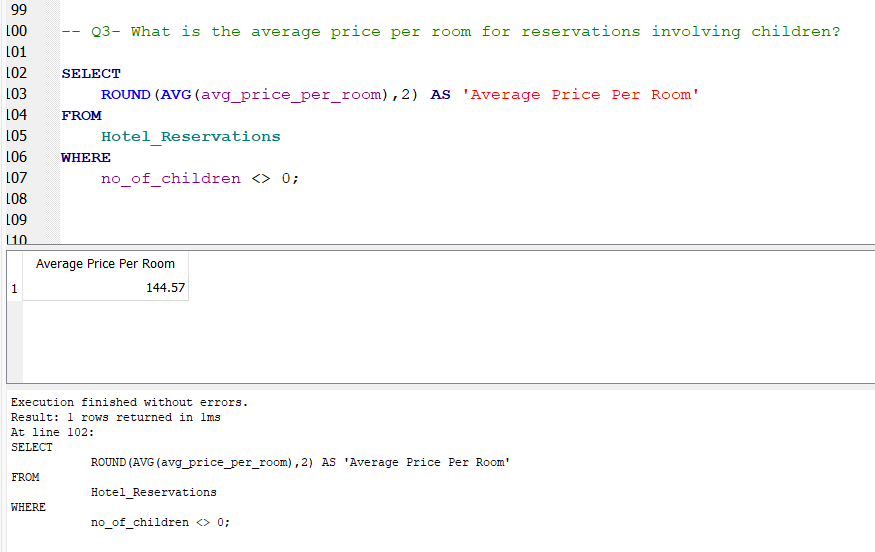 99
100 -- Q3- What is the average price per room for reservations involving children?
101
102 SELECT
103 ROUND(AVG(avg_price_per_room),2) AS 'Average Price Per Room'
104 FROM
105 Hotel_Reservations
106 WHERE
107 no_of_children <> 0;
108
109
110
Average Price Per Room
1 144.57
Execution finished without errors.
Result: 1 rows returned in 1ms
At line 102:
SELECT
ROUND(AVG(avg_price_per_room),2) AS 'Average Price Per Room'
FROM
Hotel_Reservations
WHERE
no_of_children <> 0;